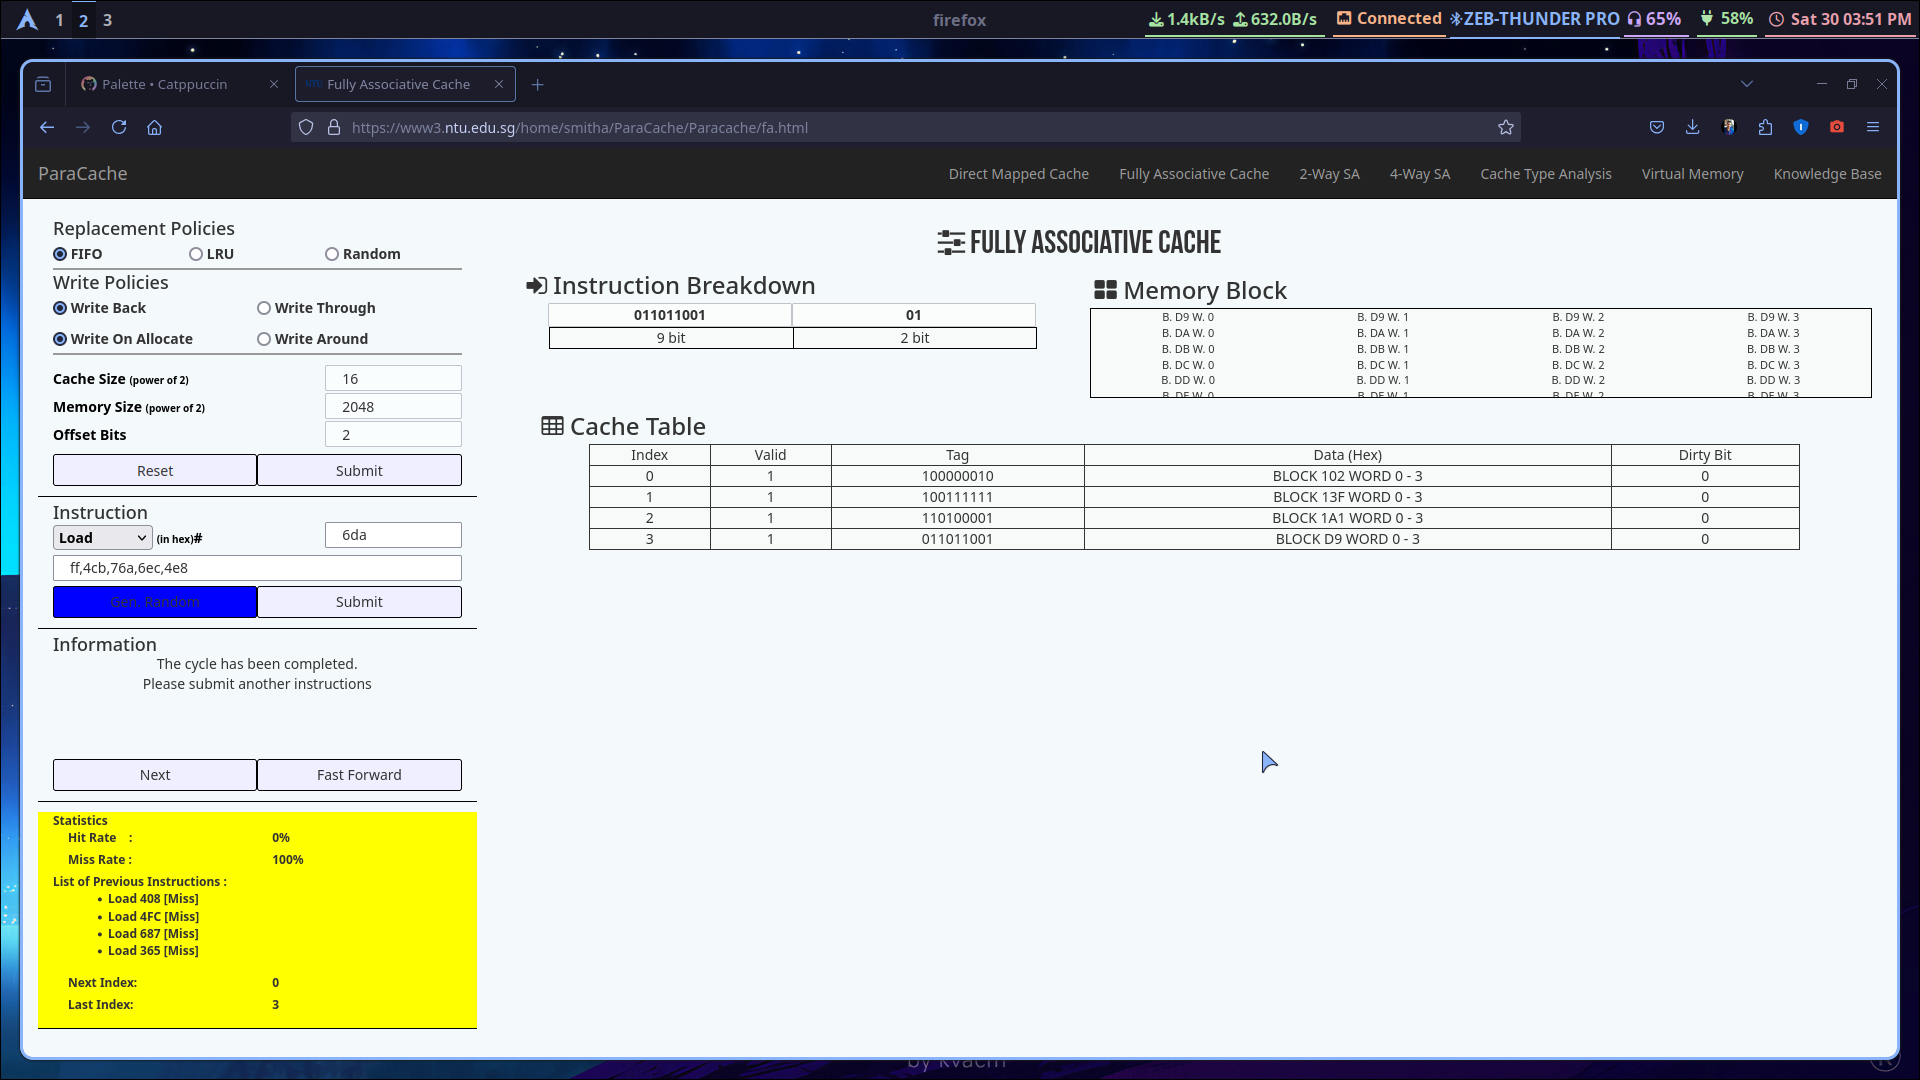 1 2 3 firefox 1.4kB/s 632.0B/s Connected ZEB-THUNDER PRO 65% 58% Sat 30 03:51 PM
Palette • Catppuccin
Fully Associative Cache
https://www3.ntu.edu.sg/home/smitha/ParaCache/Paracache/fa.html
ParaCache Direct Mapped Cache Fully Associative Cache 2-Way SA 4-Way SA Cache Type Analysis Virtual Memory Knowledge Base
Replacement Policies
FIFO LRU Random
Write Policies
Write Back Write Through
Write On Allocate Write Around
Cache Size (power of 2) 16
Memory Size (power of 2) 2048
Offset Bits 2
Reset Submit
Instruction
Load (in hex)# 6da
ff,4cb,76a,6ec,4e8
Gen. Random Submit
Information
The cycle has been completed.
Please submit another instructions
Next Fast Forward
Statistics
Hit Rate : 0%
Miss Rate : 100%
List of Previous Instructions :
• Load 408 [Miss]
• Load 4FC [Miss]
• Load 687 [Miss]
• Load 365 [Miss]
Next Index: 0
Last Index: 3
FULLY ASSOCIATIVE CACHE
Instruction Breakdown
011011001 01
9 bit 2 bit
Memory Block
B. D9 W. 0 B. D9 W. 1 B. D9 W. 2 B. D9 W. 3
B. DA W. 0 B. DA W. 1 B. DA W. 2 B. DA W. 3
B. DB W. 0 B. DB W. 1 B. DB W. 2 B. DB W. 3
B. DC W. 0 B. DC W. 1 B. DC W. 2 B. DC W. 3
B. DD W. 0 B. DD W. 1 B. DD W. 2 B. DD W. 3
Cache Table
Index Valid Tag Data (Hex) Dirty Bit
0 1 100000010 BLOCK 102 WORD 0 - 3 0
1 1 100111111 BLOCK 13F WORD 0 - 3 0
2 1 110100001 BLOCK 1A1 WORD 0 - 3 0
3 1 011011001 BLOCK D9 WORD 0 - 3 0